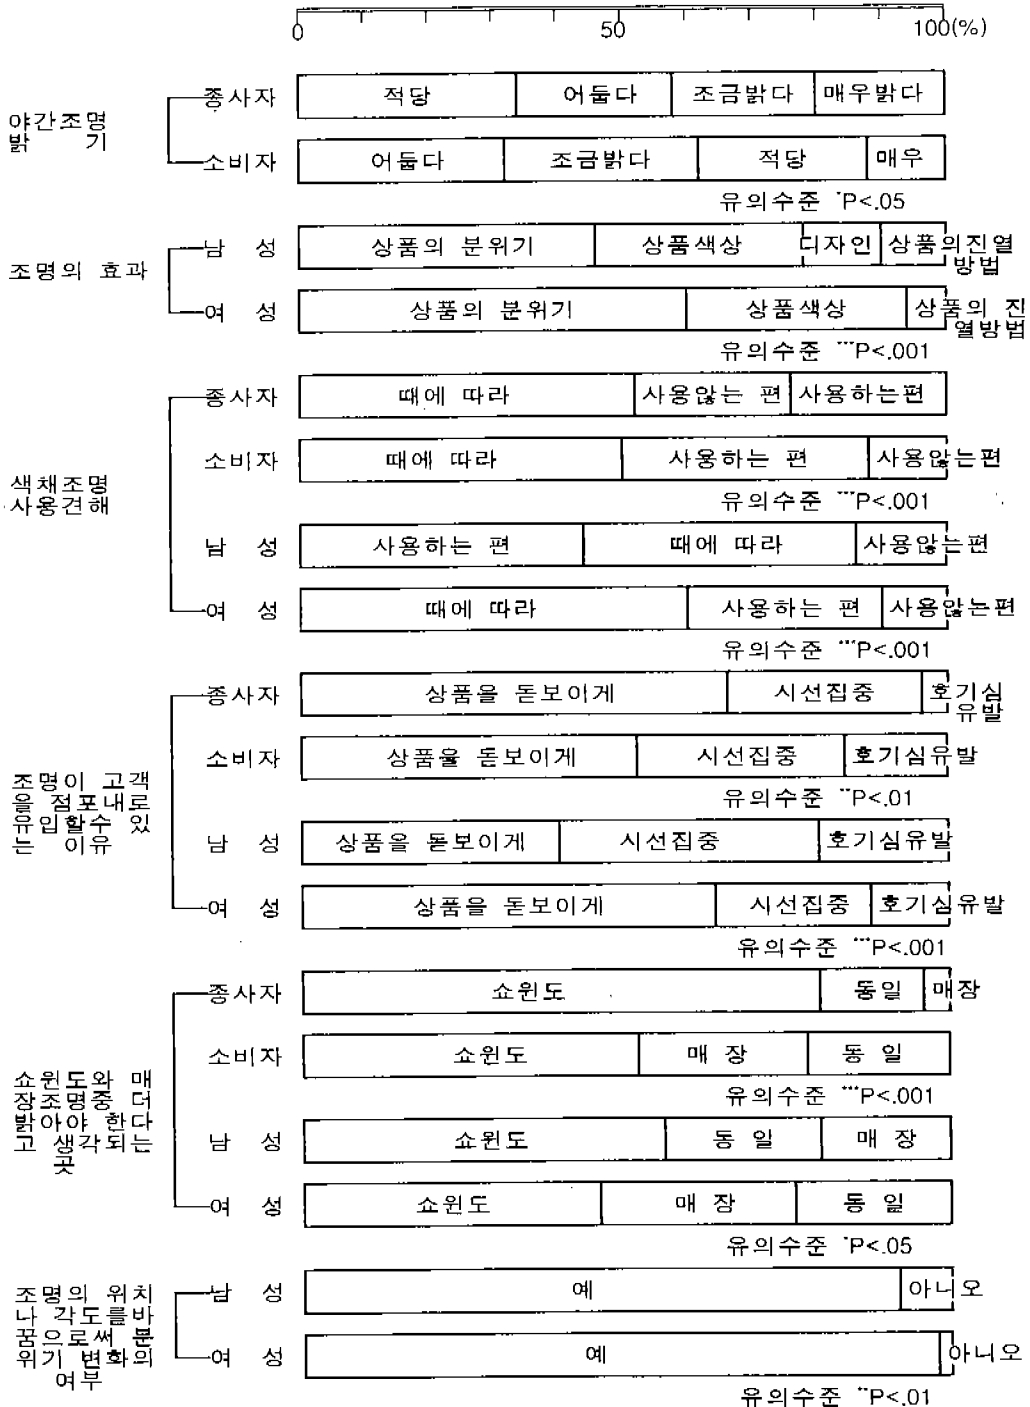 0 50 100(%)
야간조명
밝 기
종사자 적당 어둡다 조금밝다 매우밝다
소비자 어둡다 조금밝다 적당 매우
유의수준 *P<.05
조명의 효과
남 성 상품의 분위기 상품색상 디자인 상품의진열
방법
여 성 상품의 분위기 상품색상 상품의 진
열방법
유의수준 ***P<.001
색채조명
사용견해
종사자 때에 따라 사용않는 편 사용하는편
소비자 때에 따라 사용하는 편 사용않는편
유의수준 ***P<.001
남 성 사용하는 편 때에 따라 사용않는편
여 성 때에 따라 사용하는 편 사용않는편
유의수준 ***P<.001
조명이 고객
을 점포내로
유입할수 있
는 이유
종사자 상품을 돋보이게 시선집중 호기심
유발
소비자 상품을 돋보이게 시선집중 호기심유발
유의수준 **P<.01
남 성 상품을 돋보이게 시선집중 호기심유발
여 성 상품을 돋보이게 시선집중 호기심유발
유의수준 ***P<.001
쇼윈도와 매
장조명중 더
밝아야 한다
고 생각되는
곳
종사자 쇼윈도 동일 매장
소비자 쇼윈도 매 장 동 일
유의수준 ***P<.001
남 성 쇼윈도 동 일 매 장
여 성 쇼윈도 매 장 동 일
유의수준 *P<.05
조명의 위치
나 각도를바
꿈으로써 분
위기 변화의
여부
남 성 예 아니오
여 성 예 아니오
유의수준 **P<.01